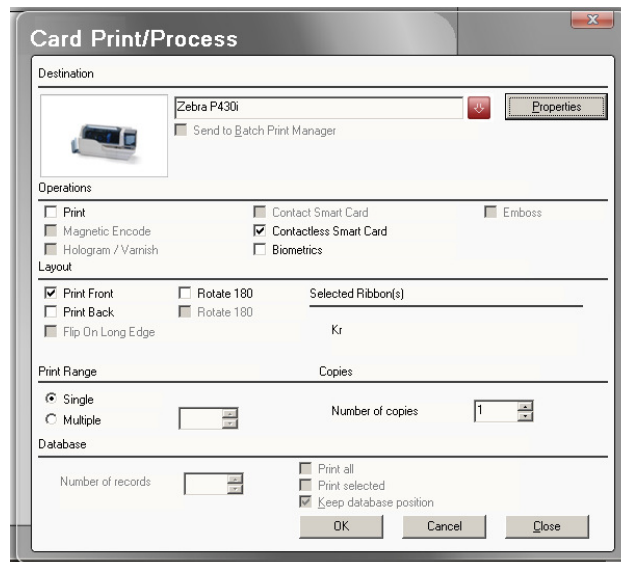 Card Print/Process
Destination
Zebra P430i
Properties
Send to Batch Print Manager
Operations
Print Contact Smart Card Emboss
Magnetic Encode Contactless Smart Card
Hologram / Varnish Biometrics
Layout
Print Front Rotate 180 Selected Ribbon(s)
Print Back Rotate 180
Flip On Long Edge Kr
Print Range Copies
Single
Multiple Number of copies 1
Database
Number of records
Print all
Print selected
Keep database position
OK Cancel Close